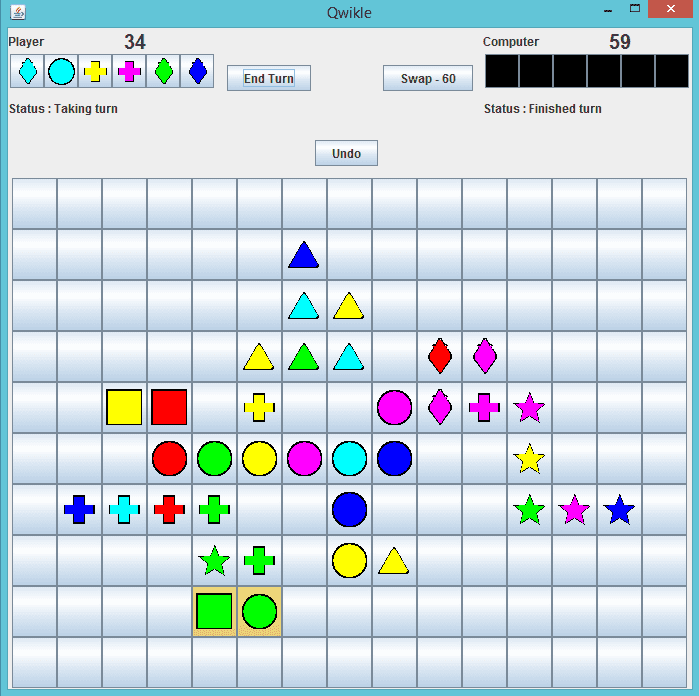 Qwikle
Player 34
Computer 59
End Turn
Swap - 60
Status : Taking turn
Status : Finished turn
Undo